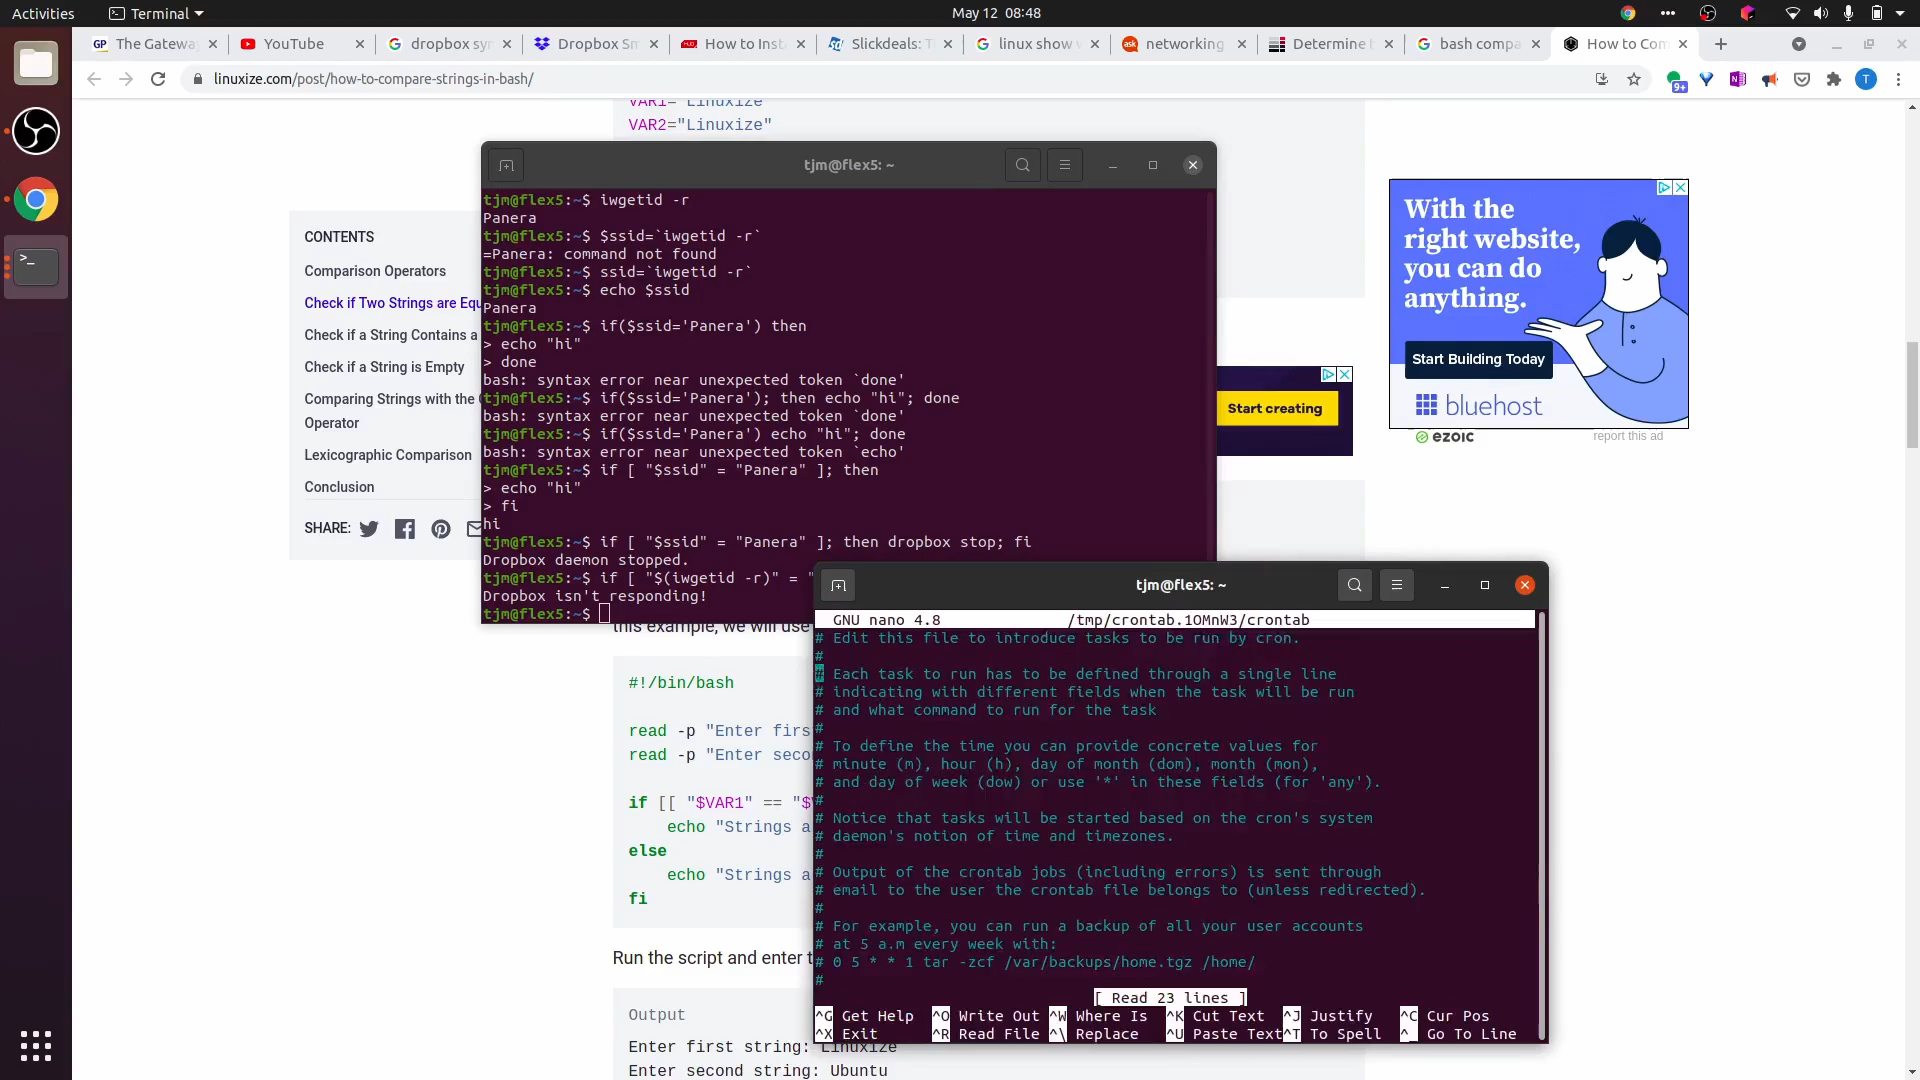 Activities
Terminal
May 12 08:48
The Gatewa
YouTube
dropbox syn
Dropbox Sm
How to Inst
Slickdeals: T
linux show
networking
Determine
bash compa
How to Com
linuxize.com/post/how-to-compare-strings-in-bash/
9+
T
VAR1="Linuxize"
VAR2="Linuxize"
CONTENTS
Comparison Operators
Check if Two Strings are Equ
Check if a String Contains a
Check if a String is Empty
Comparing Strings with the
Operator
Lexicographic Comparison
Conclusion
SHARE:
tjm@flex5: ~
tjm@flex5:~$ iwgetid -r
Panera
tjm@flex5:~$ $ssid=`iwgetid -r`
=Panera: command not found
tjm@flex5:~$ ssid=`iwgetid -r`
tjm@flex5:~$ echo $ssid
Panera
tjm@flex5:~$ if($ssid='Panera') then
> echo "hi"
> done
bash: syntax error near unexpected token `done'
tjm@flex5:~$ if($ssid='Panera'); then echo "hi"; done
bash: syntax error near unexpected token `done'
tjm@flex5:~$ if($ssid='Panera') echo "hi"; done
bash: syntax error near unexpected token `echo'
tjm@flex5:~$ if [ "$ssid" = "Panera" ]; then
> echo "hi"
> fi
hi
tjm@flex5:~$ if [ "$ssid" = "Panera" ]; then dropbox stop; fi
Dropbox daemon stopped.
tjm@flex5:~$ if [ "$(iwgetid -r)" = "
Dropbox isn't responding!
tjm@flex5:~$
With the
right website,
you can do
anything.
Start Building Today
bluehost
ezoic
report this ad
Start creating
this example, we will use
#!/bin/bash
read -p "Enter firs
read -p "Enter seco
if [[ "$VAR1" == "$
echo "Strings a
else
echo "Strings a
fi
Run the script and enter t
Output
Enter first string: Linuxize
Enter second string: Ubuntu
tjm@flex5: ~
GNU nano 4.8 /tmp/crontab.1OMnW3/crontab
# Edit this file to introduce tasks to be run by cron.
#
# Each task to run has to be defined through a single line
# indicating with different fields when the task will be run
# and what command to run for the task
#
# To define the time you can provide concrete values for
# minute (m), hour (h), day of month (dom), month (mon),
# and day of week (dow) or use '*' in these fields (for 'any').
#
# Notice that tasks will be started based on the cron's system
# daemon's notion of time and timezones.
#
# Output of the crontab jobs (including errors) is sent through
# email to the user the crontab file belongs to (unless redirected).
#
# For example, you can run a backup of all your user accounts
# at 5 a.m every week with:
# 0 5 * * 1 tar -zcf /var/backups/home.tgz /home/
#
[ Read 23 lines ]
^G Get Help ^O Write Out ^W Where Is ^K Cut Text ^J Justify ^C Cur Pos
^X Exit ^R Read File ^\ Replace ^U Paste Text ^T To Spell ^_ Go To Line